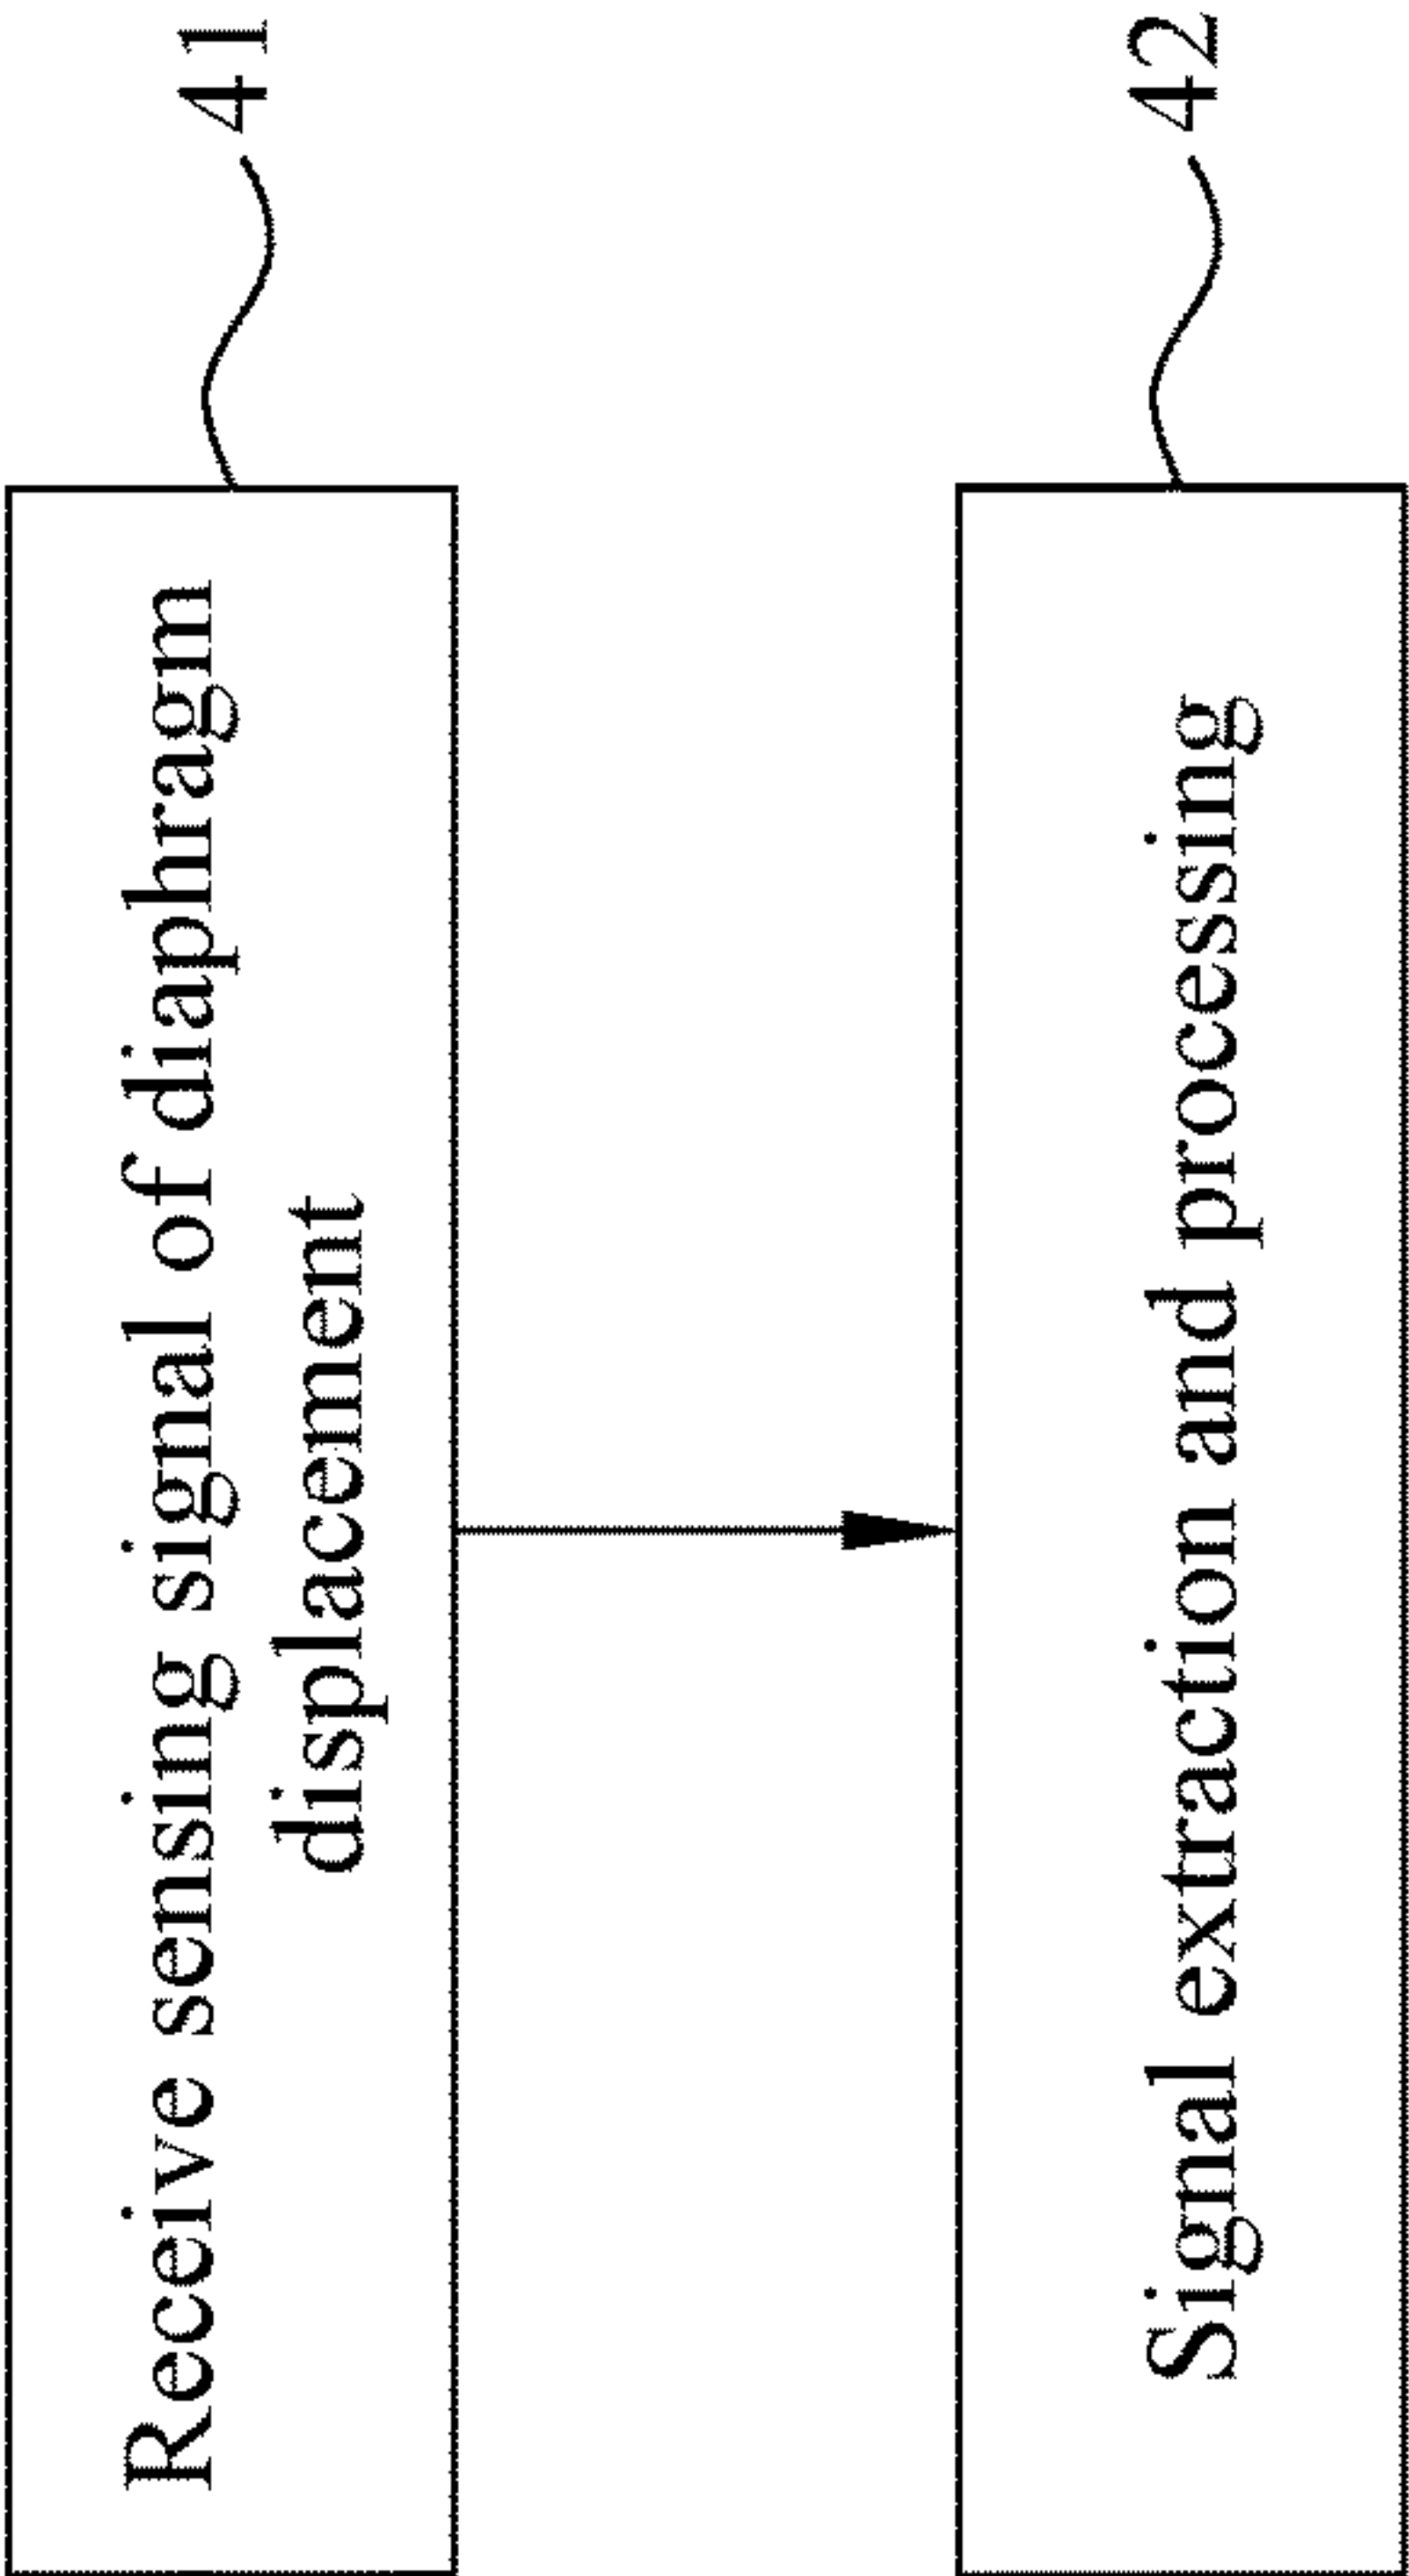 Receive sensing signal of diaphragm
displacement
41
Signal extraction and processing
42